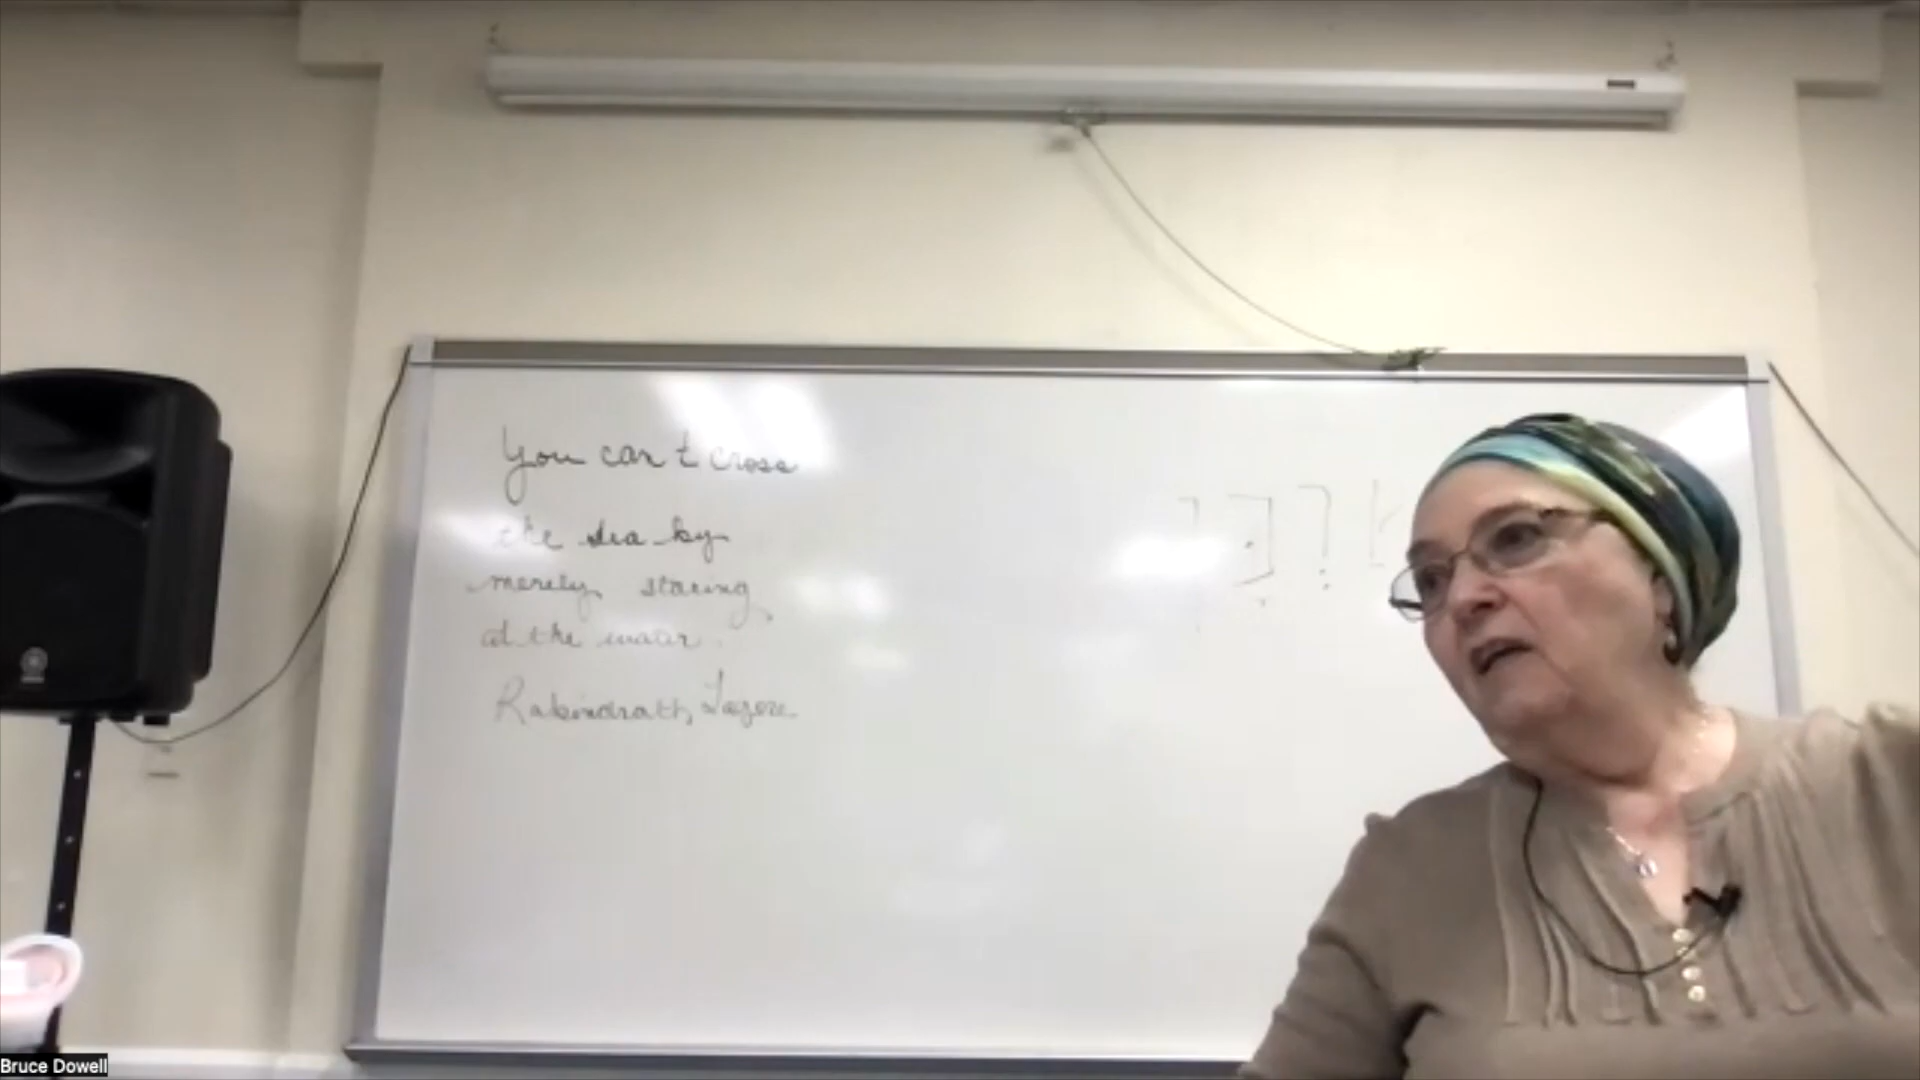 You can't cross
the sea by
merely staring
at the water.
Rabindrath Tagore
Bruce Dowell